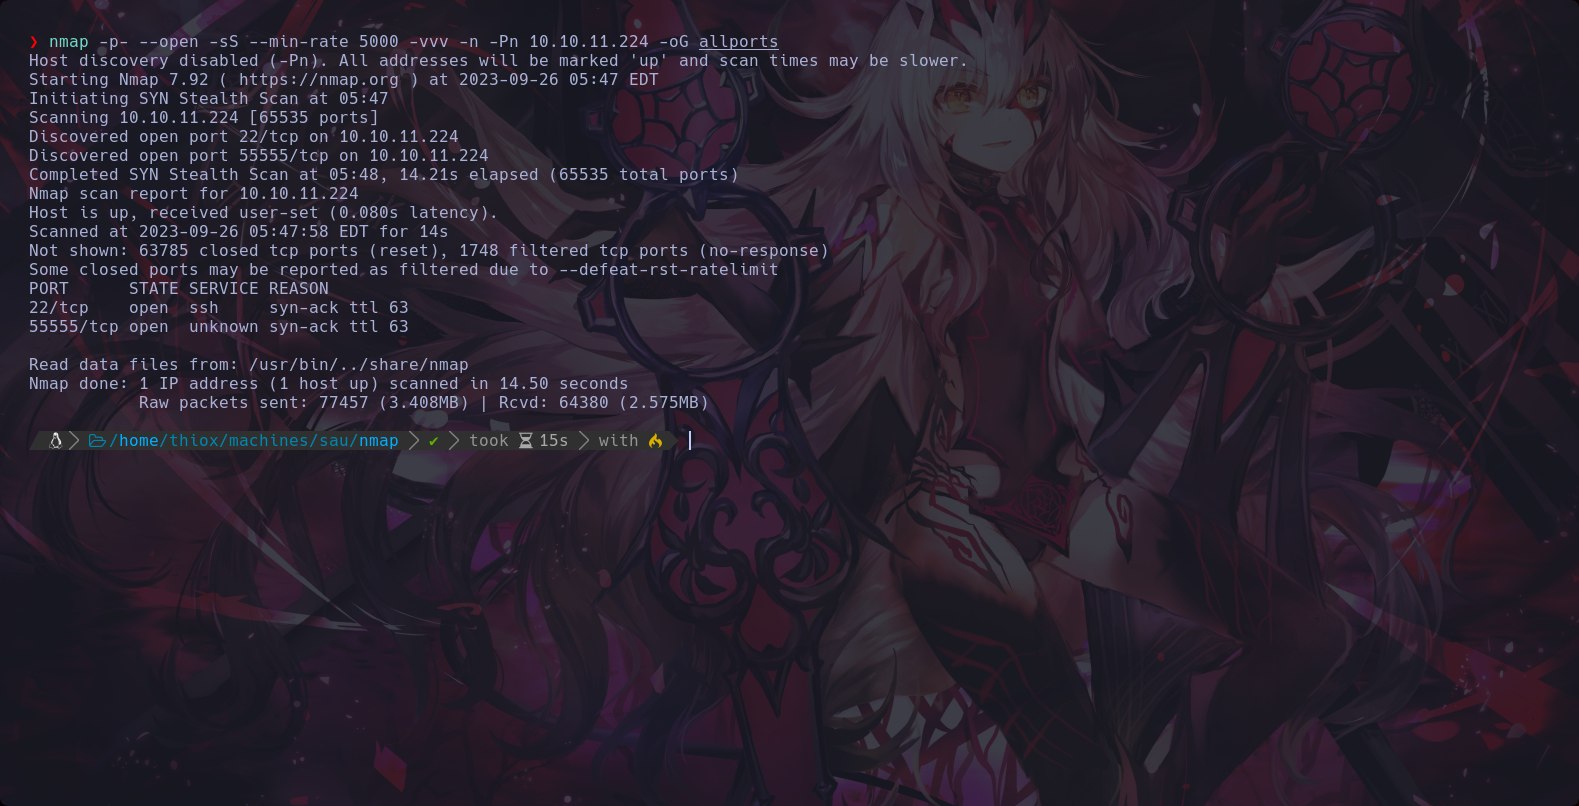 ❯ nmap -p- --open -sS --min-rate 5000 -vvv -n -Pn 10.10.11.224 -oG allports
Host discovery disabled (-Pn). All addresses will be marked 'up' and scan times may be slower.
Starting Nmap 7.92 ( https://nmap.org ) at 2023-09-26 05:47 EDT
Initiating SYN Stealth Scan at 05:47
Scanning 10.10.11.224 [65535 ports]
Discovered open port 22/tcp on 10.10.11.224
Discovered open port 55555/tcp on 10.10.11.224
Completed SYN Stealth Scan at 05:48, 14.21s elapsed (65535 total ports)
Nmap scan report for 10.10.11.224
Host is up, received user-set (0.080s latency).
Scanned at 2023-09-26 05:47:58 EDT for 14s
Not shown: 63785 closed tcp ports (reset), 1748 filtered tcp ports (no-response)
Some closed ports may be reported as filtered due to --defeat-rst-ratelimit
PORT      STATE SERVICE REASON
22/tcp    open  ssh     syn-ack ttl 63
55555/tcp open  unknown syn-ack ttl 63
Read data files from: /usr/bin/../share/nmap
Nmap done: 1 IP address (1 host up) scanned in 14.50 seconds
           Raw packets sent: 77457 (3.408MB) | Rcvd: 64380 (2.575MB)
/home/thiox/machines/sau/nmap ✔ took 15s with